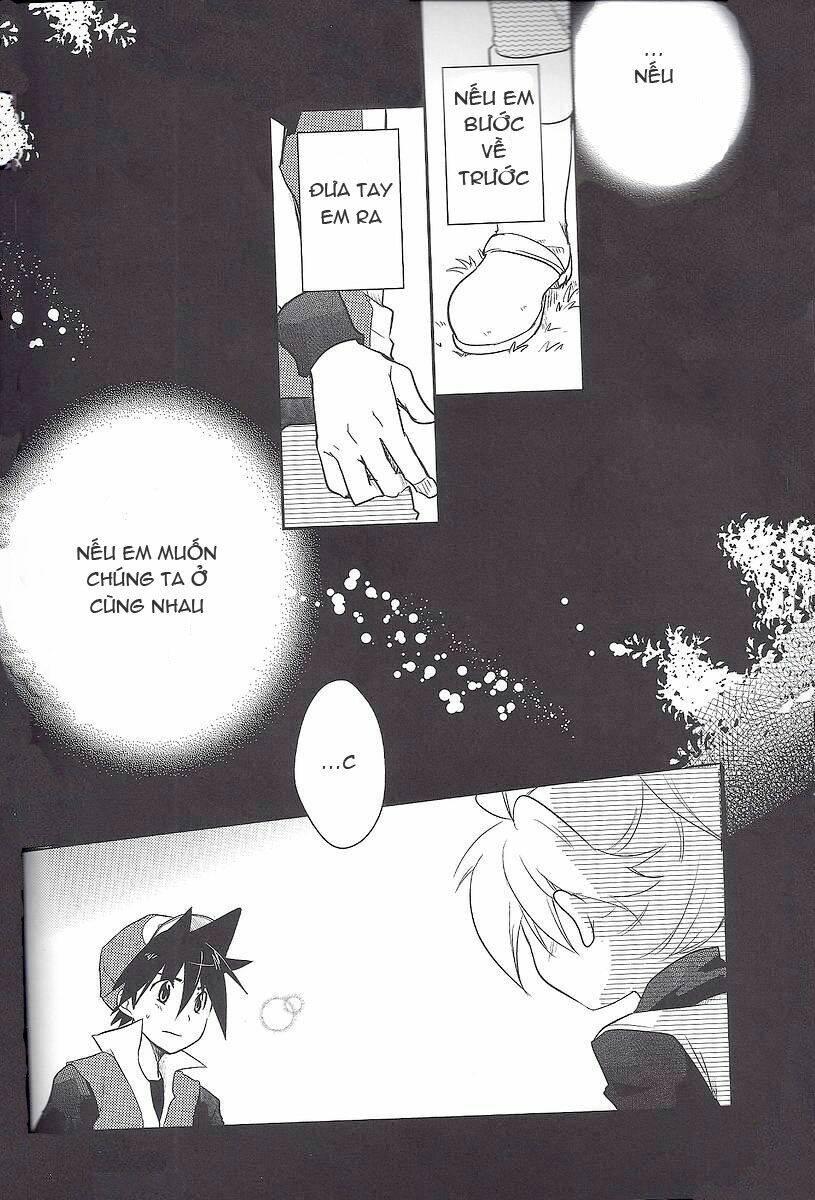 ...
NẾU
NẾU EM
BƯỚC
VỀ
TRƯỚC
ĐƯA TAY
EM RA
NẾU EM MUỐN
CHÚNG TA Ở
CÙNG NHAU
...C